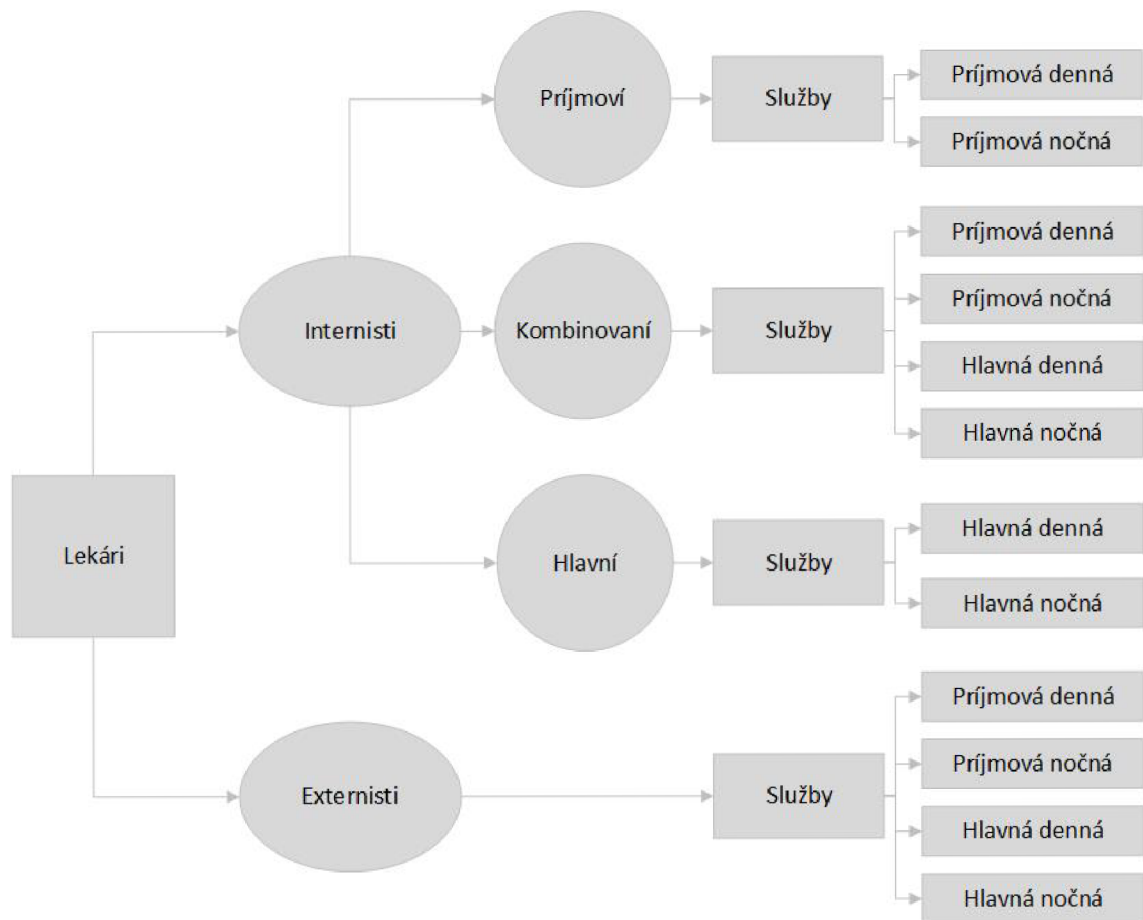 Príjmoví
Služby
Príjmová denná
Príjmová nočná
Internisti
Kombinovaní
Služby
Príjmová denná
Príjmová nočná
Hlavná denná
Hlavná nočná
Lekári
Hlavní
Služby
Hlavná denná
Hlavná nočná
Externisti
Služby
Príjmová denná
Príjmová nočná
Hlavná denná
Hlavná nočná